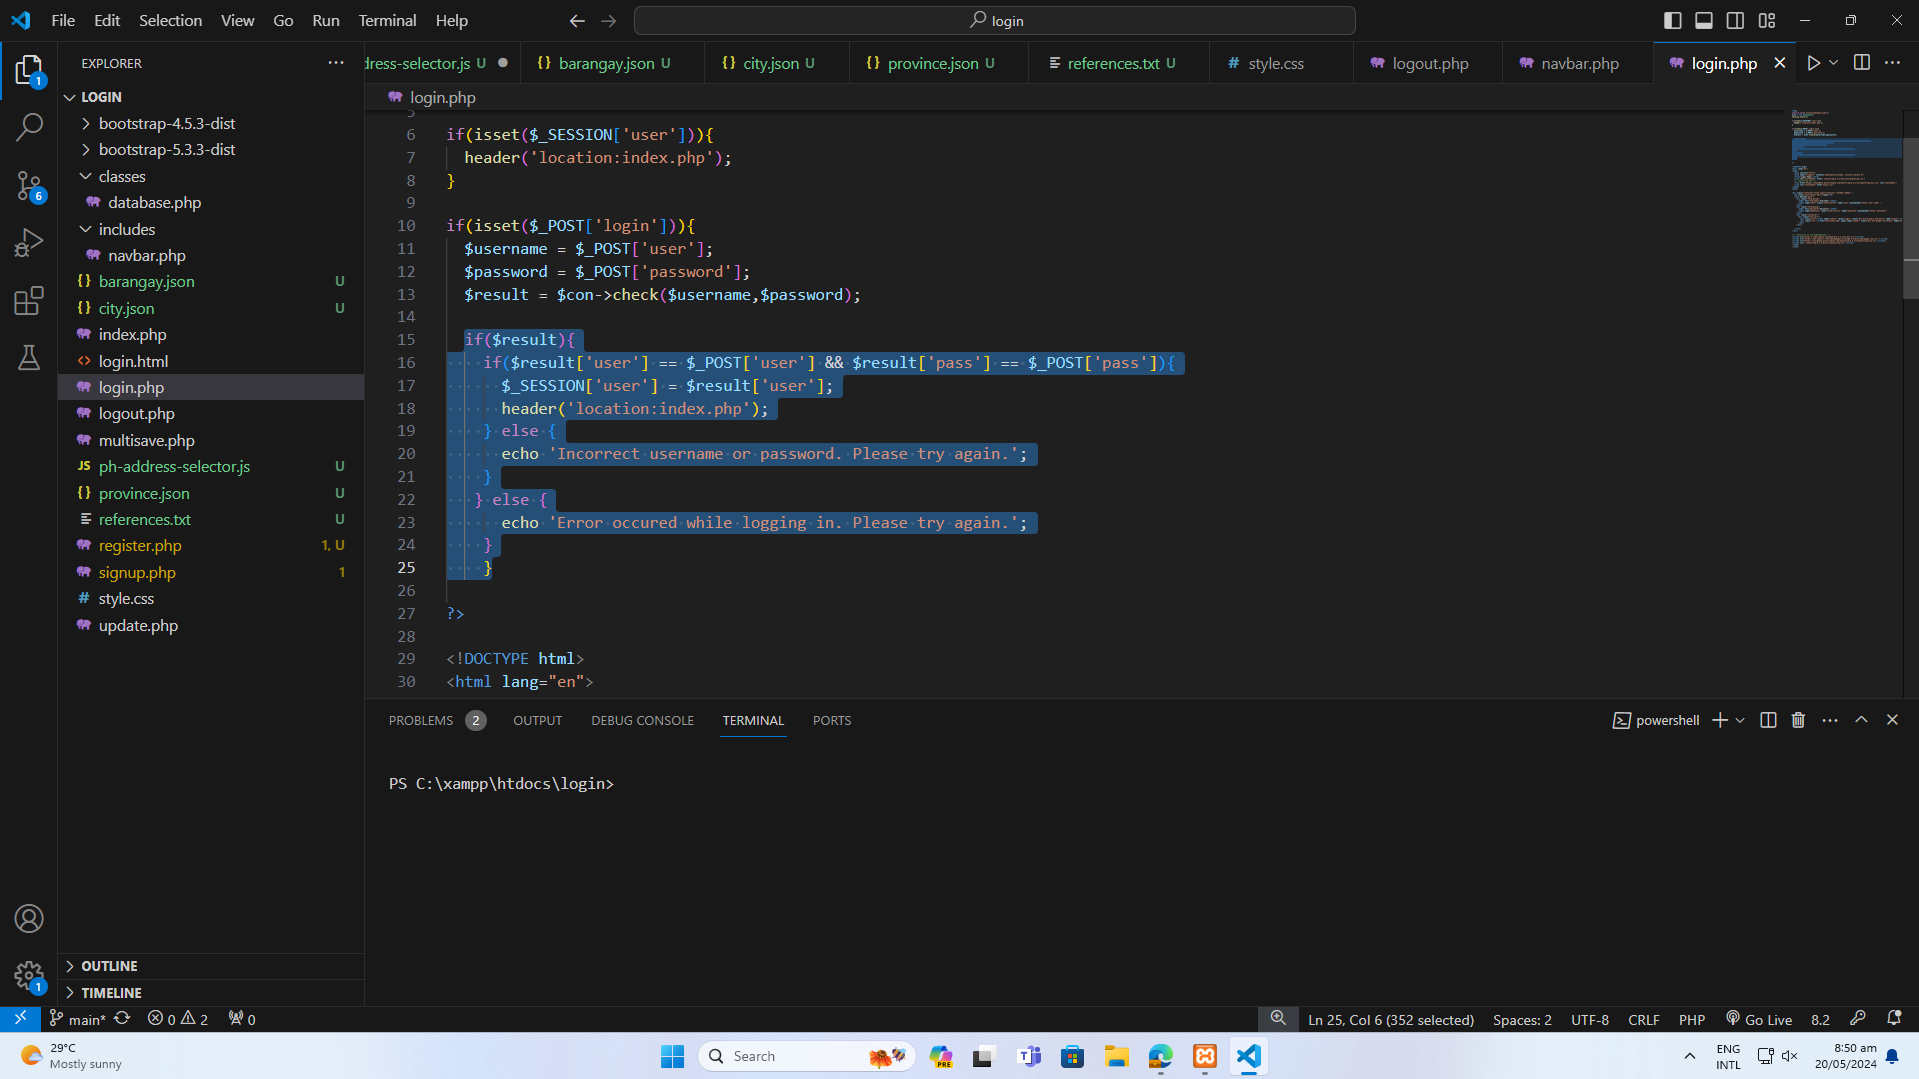 File Edit Selection View Go Run Terminal Help
login
EXPLORER
LOGIN
bootstrap-4.5.3-dist
bootstrap-5.3.3-dist
classes
database.php
includes
navbar.php
barangay.json U
city.json U
index.php
login.html
login.php
logout.php
multisave.php
ph-address-selector.js U
province.json U
references.txt U
register.php 1, U
signup.php 1
style.css
update.php
OUTLINE
TIMELINE
dress-selector.js U
barangay.json U
city.json U
province.json U
references.txt U
style.css
logout.php
navbar.php
login.php
login.php
5
6 if(isset($_SESSION['user'])){
7 header('location:index.php');
8 }
9
10 if(isset($_POST['login'])){
11 $username = $_POST['user'];
12 $password = $_POST['password'];
13 $result = $con->check($username,$password);
14
15 if($result){
16 if($result['user'] == $_POST['user'] && $result['pass'] == $_POST['pass']){
17 $_SESSION['user'] = $result['user'];
18 header('location:index.php');
19 } else {
20 echo 'Incorrect username or password. Please try again.';
21 }
22 } else {
23 echo 'Error occured while logging in. Please try again.';
24 }
25 }
26
27 ?>
28
29 <!DOCTYPE html>
30 <html lang="en">
PROBLEMS 2 OUTPUT DEBUG CONSOLE TERMINAL PORTS
powershell
PS C:\xampp\htdocs\login>
main* 0 2 0
Ln 25, Col 6 (352 selected) Spaces: 2 UTF-8 CRLF PHP Go Live 8.2
29°C
Mostly sunny
Search
PRE
ENG
INTL
8:50 am
20/05/2024